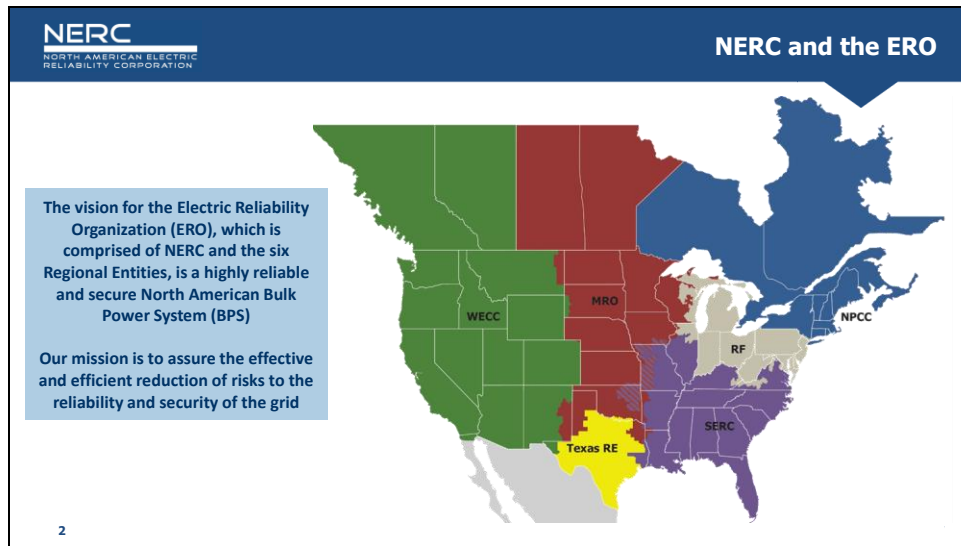 NERC
NORTH AMERICAN ELECTRIC
RELIABILITY CORPORATION
NERC and the ERO
The vision for the Electric Reliability
Organization (ERO), which is
comprised of NERC and the six
Regional Entities, is a highly reliable
and secure North American Bulk
Power System (BPS)
Our mission is to assure the effective
and efficient reduction of risks to the
reliability and security of the grid
WECC
MRO
NPCC
RF
SERC
Texas RE
2